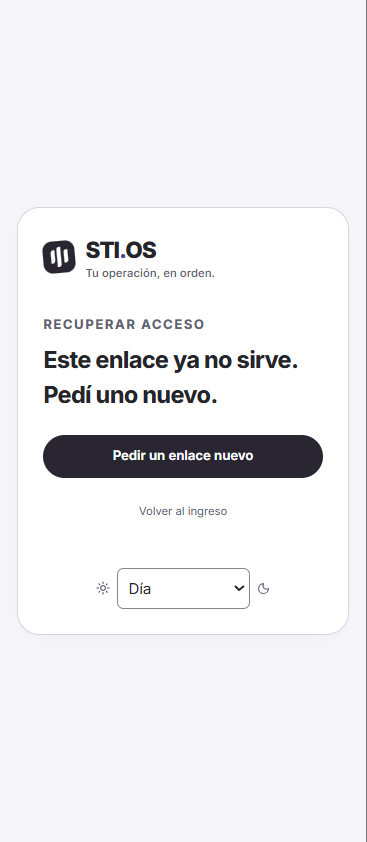 STI.OS
Tu operación, en orden.
RECUPERAR ACCESO
Este enlace ya no sirve.
Pedí uno nuevo.
Pedir un enlace nuevo
Volver al ingreso
Día